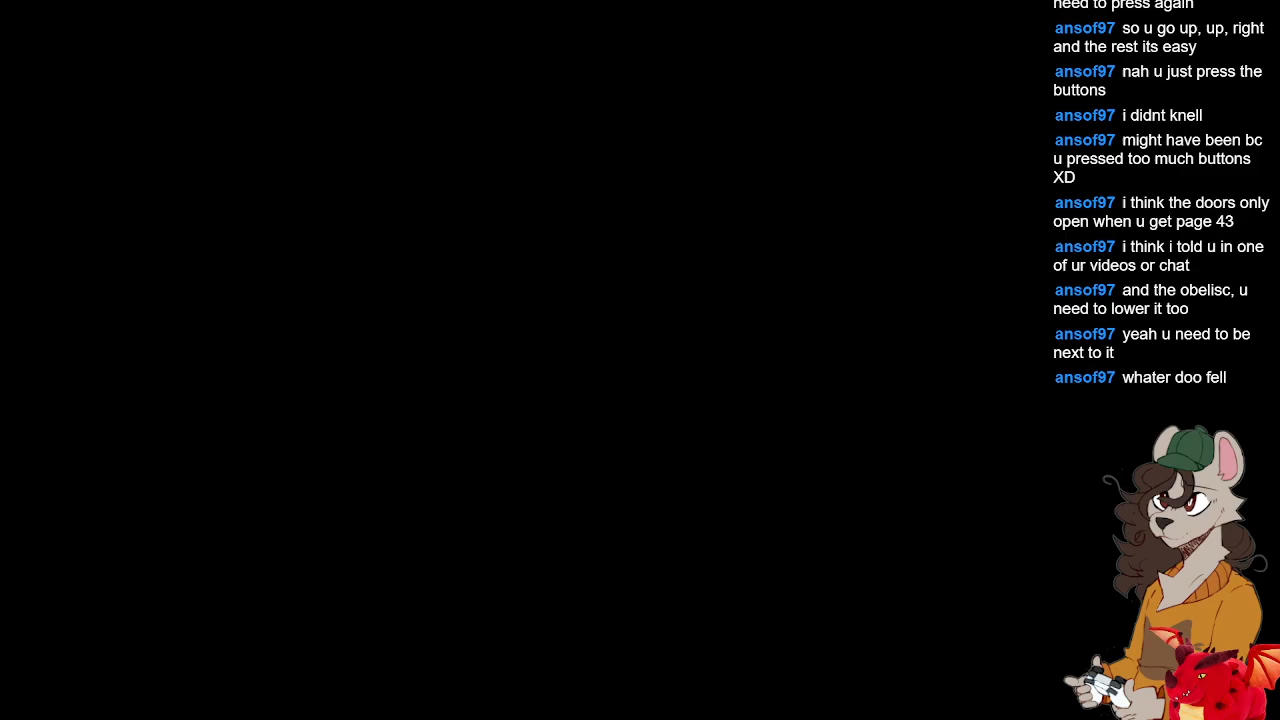 need to press again
ansof97 so u go up, up, right
and the rest its easy
ansof97 nah u just press the
buttons
ansof97 i didnt knell
ansof97 might have been bc
u pressed too much buttons
XD
ansof97 i think the doors only
open when u get page 43
ansof97 i think i told u in one
of ur videos or chat
ansof97 and the obelisc, u
need to lower it too
ansof97 yeah u need to be
next to it
ansof97 whater doo fell